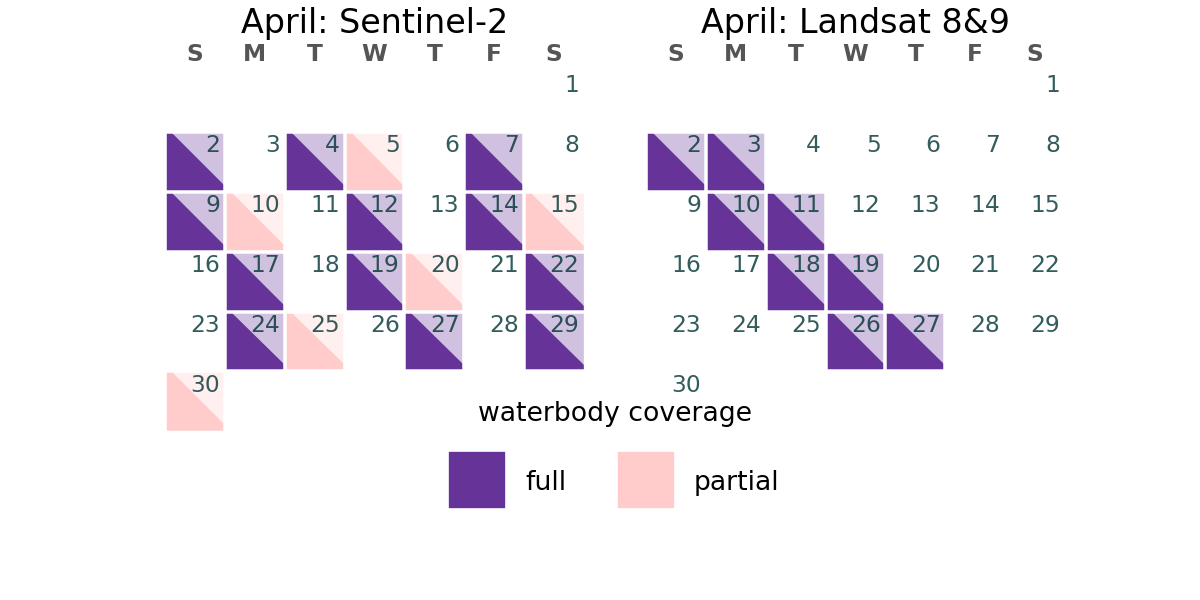 April: Sentinel-2
S M T W T F S
1
2 3 4 5 6 7 8
9 10 11 12 13 14 15
16 17 18 19 20 21 22
23 24 25 26 27 28 29
30
April: Landsat 8&9
S M T W T F S
1
2 3 4 5 6 7 8
9 10 11 12 13 14 15
16 17 18 19 20 21 22
23 24 25 26 27 28 29
30
waterbody coverage
full partial